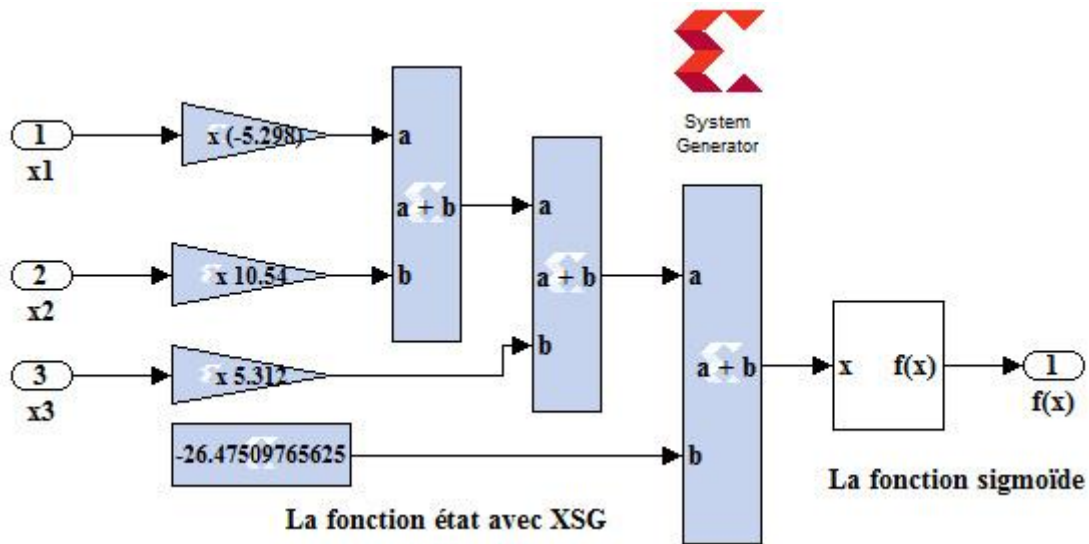 System
Generator
1
x1
x (-5.298)
a
a + b
b
2
x2
x 10.54
a
a + b
b
3
x3
x 5.312
-26.47509765625
a
a + b
b
x f(x)
1
f(x)
La fonction état avec XSG
La fonction sigmoïde